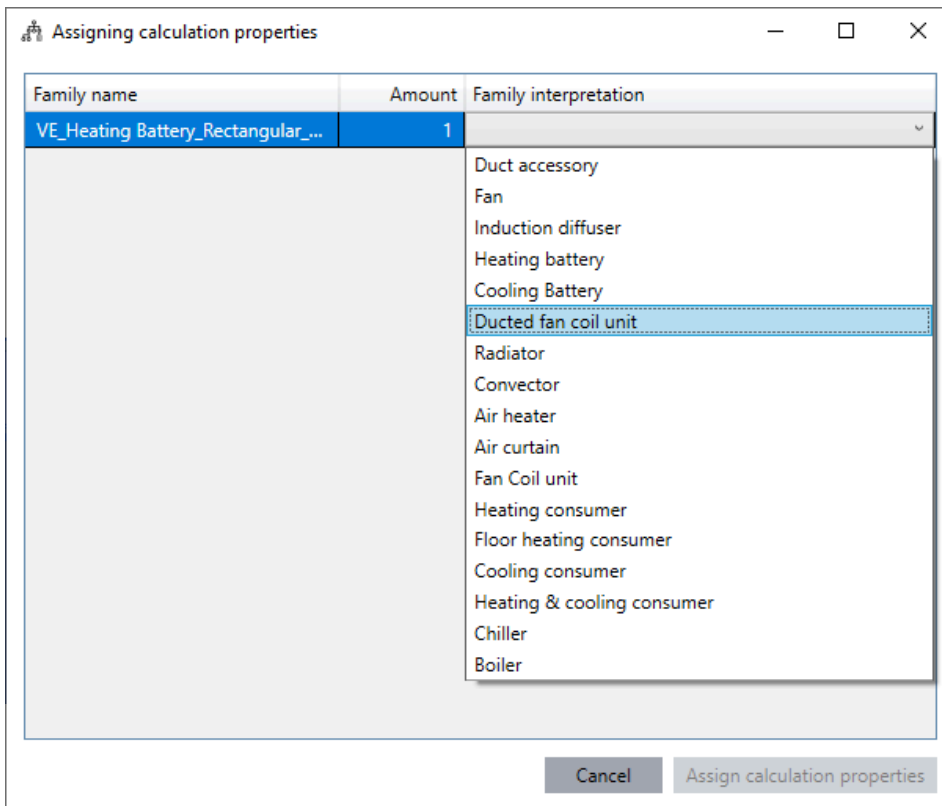 Assigning calculation properties
Family name Amount Family interpretation
VE_Heating Battery_Rectangular_... 1
Duct accessory
Fan
Induction diffuser
Heating battery
Cooling Battery
Ducted fan coil unit
Radiator
Convector
Air heater
Air curtain
Fan Coil unit
Heating consumer
Floor heating consumer
Cooling consumer
Heating & cooling consumer
Chiller
Boiler
Cancel Assign calculation properties